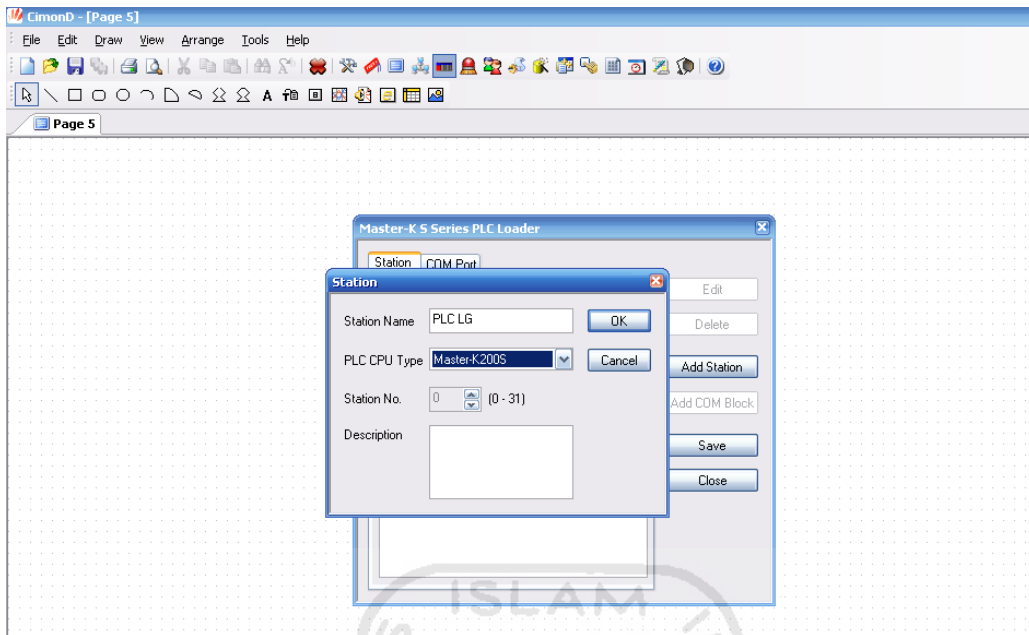 CimonD - [Page 5]
File Edit Draw View Arrange Tools Help
A
Page 5
Master-K S Series PLC Loader
Station COM Port
Station
Edit
Station Name PLC LG OK
Delete
PLC CPU Type Master-K200S Cancel
Add Station
Station No. 0 (0 - 31)
Add COM Block
Description
Save
Close
ISLAM